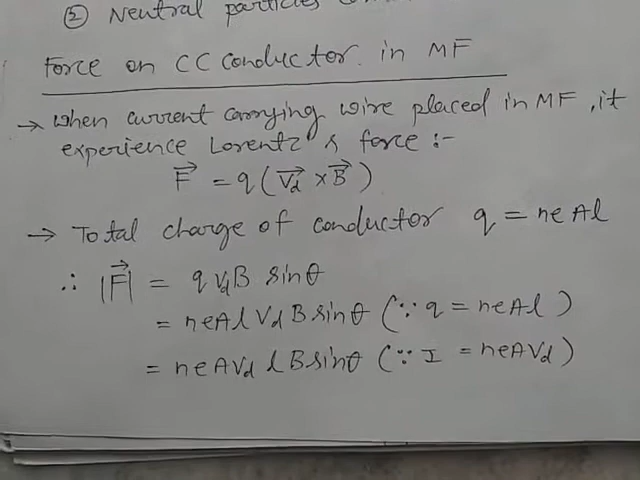 ② Neutral particles
Force on CC conductor. in MF
→ When current carrying wire placed in MF, it
experience Lorentz force :-
F⃗ = q (V⃗d × B⃗)
→ Total charge of conductor q = neAl
∴ |F⃗| = q Vd B sinθ
= neAl Vd B sinθ (∵ q = neAl)
= neAVd l B sinθ (∵ I = neAVd)